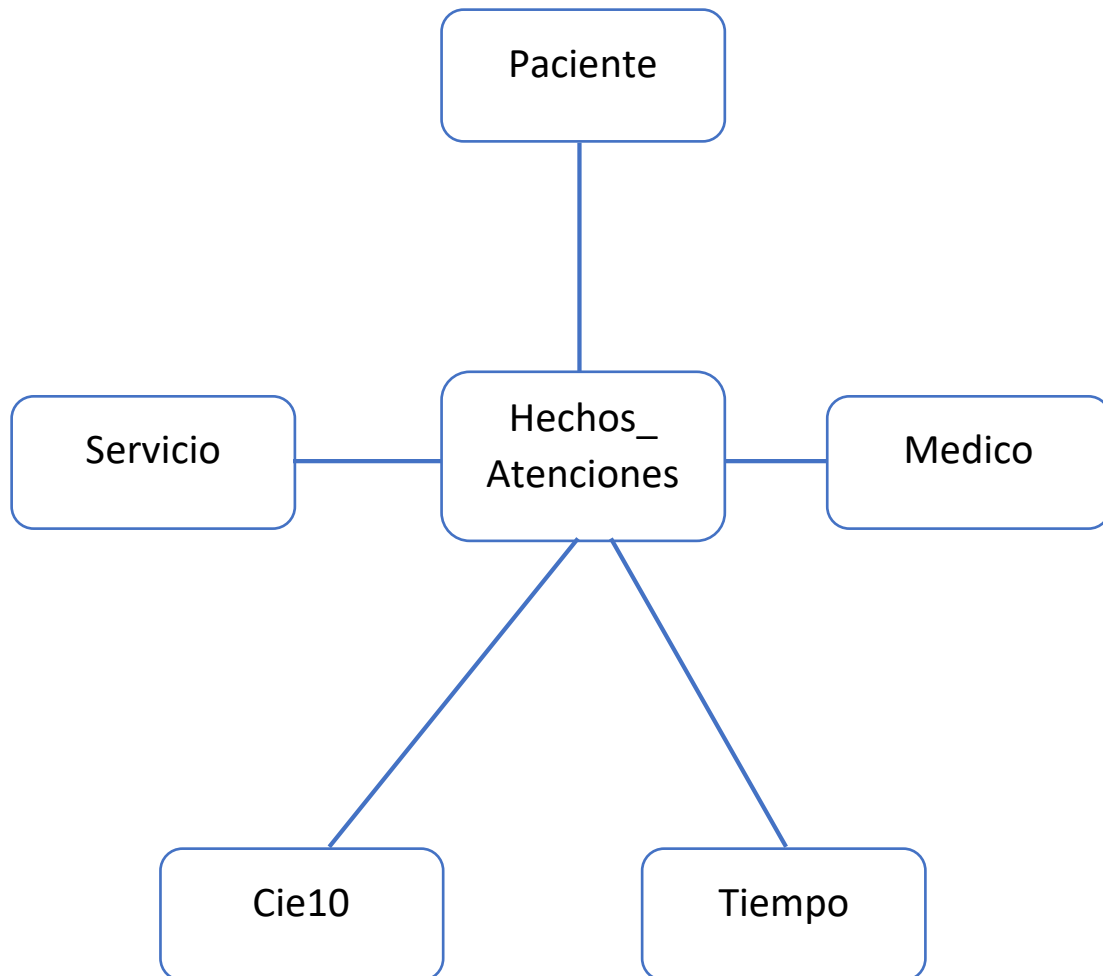 Paciente
Servicio
Hechos_
Atenciones
Medico
Cie10
Tiempo